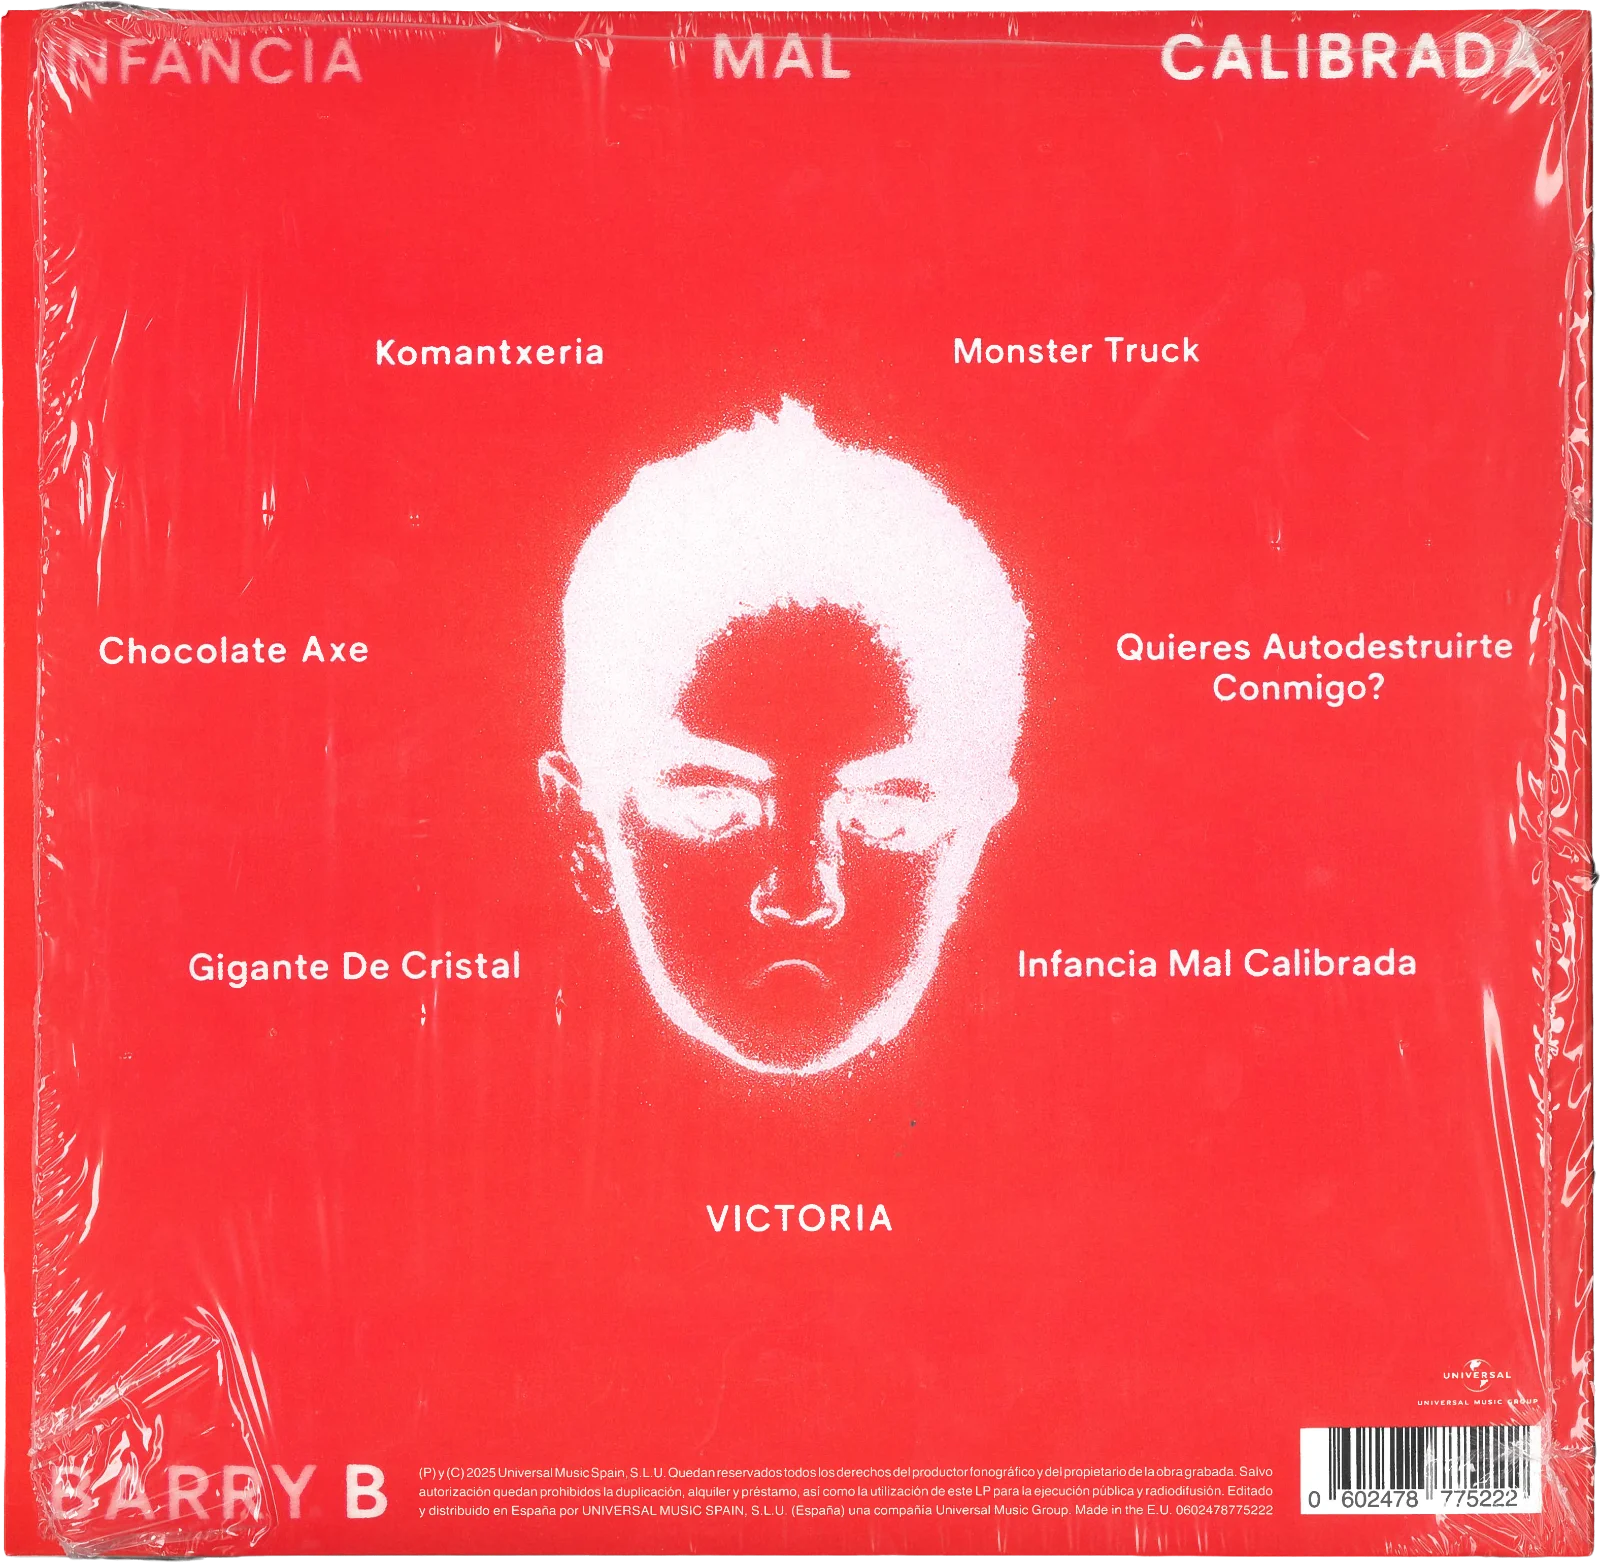 INFANCIA MAL CALIBRADA
Komantxeria
Monster Truck
Chocolate Axe
Quieres Autodestruirte
Conmigo?
Gigante De Cristal
Infancia Mal Calibrada
VICTORIA
UNIVERSAL
UNIVERSAL MUSIC GROUP
BARRY B
(P) y (C) 2025 Universal Music Spain, S.L.U. Quedan reservados todos los derechos del productor fonográfico y del propietario de la obra grabada. Salvo
autorización quedan prohibidos la duplicación, alquiler y préstamo, así como la utilización de este LP para la ejecución pública y radiodifusión. Editado
y distribuido en España por UNIVERSAL MUSIC SPAIN, S.L.U. (España) una compañía Universal Music Group. Made in the E.U. 0602478775222
0 602478 775222